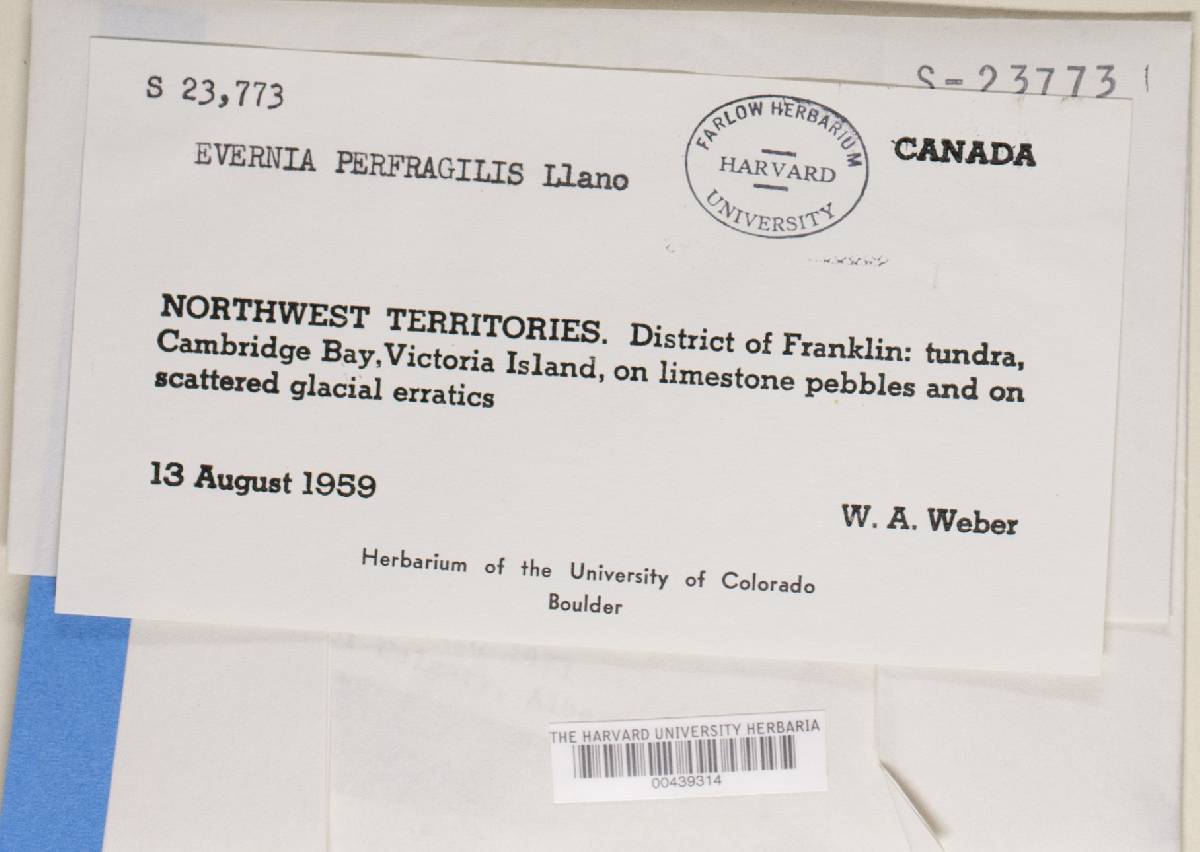 S-23773
S 23,773
EVERNIA PERFRAGILIS Llano
FARLOW HERBARIUM
HARVARD
UNIVERSITY
CANADA
NORTHWEST TERRITORIES. District of Franklin: tundra,
Cambridge Bay, Victoria Island, on limestone pebbles and on
scattered glacial erratics
13 August 1959
W. A. Weber
Herbarium of the University of Colorado
Boulder
THE HARVARD UNIVERSITY HERBARIA
00439314